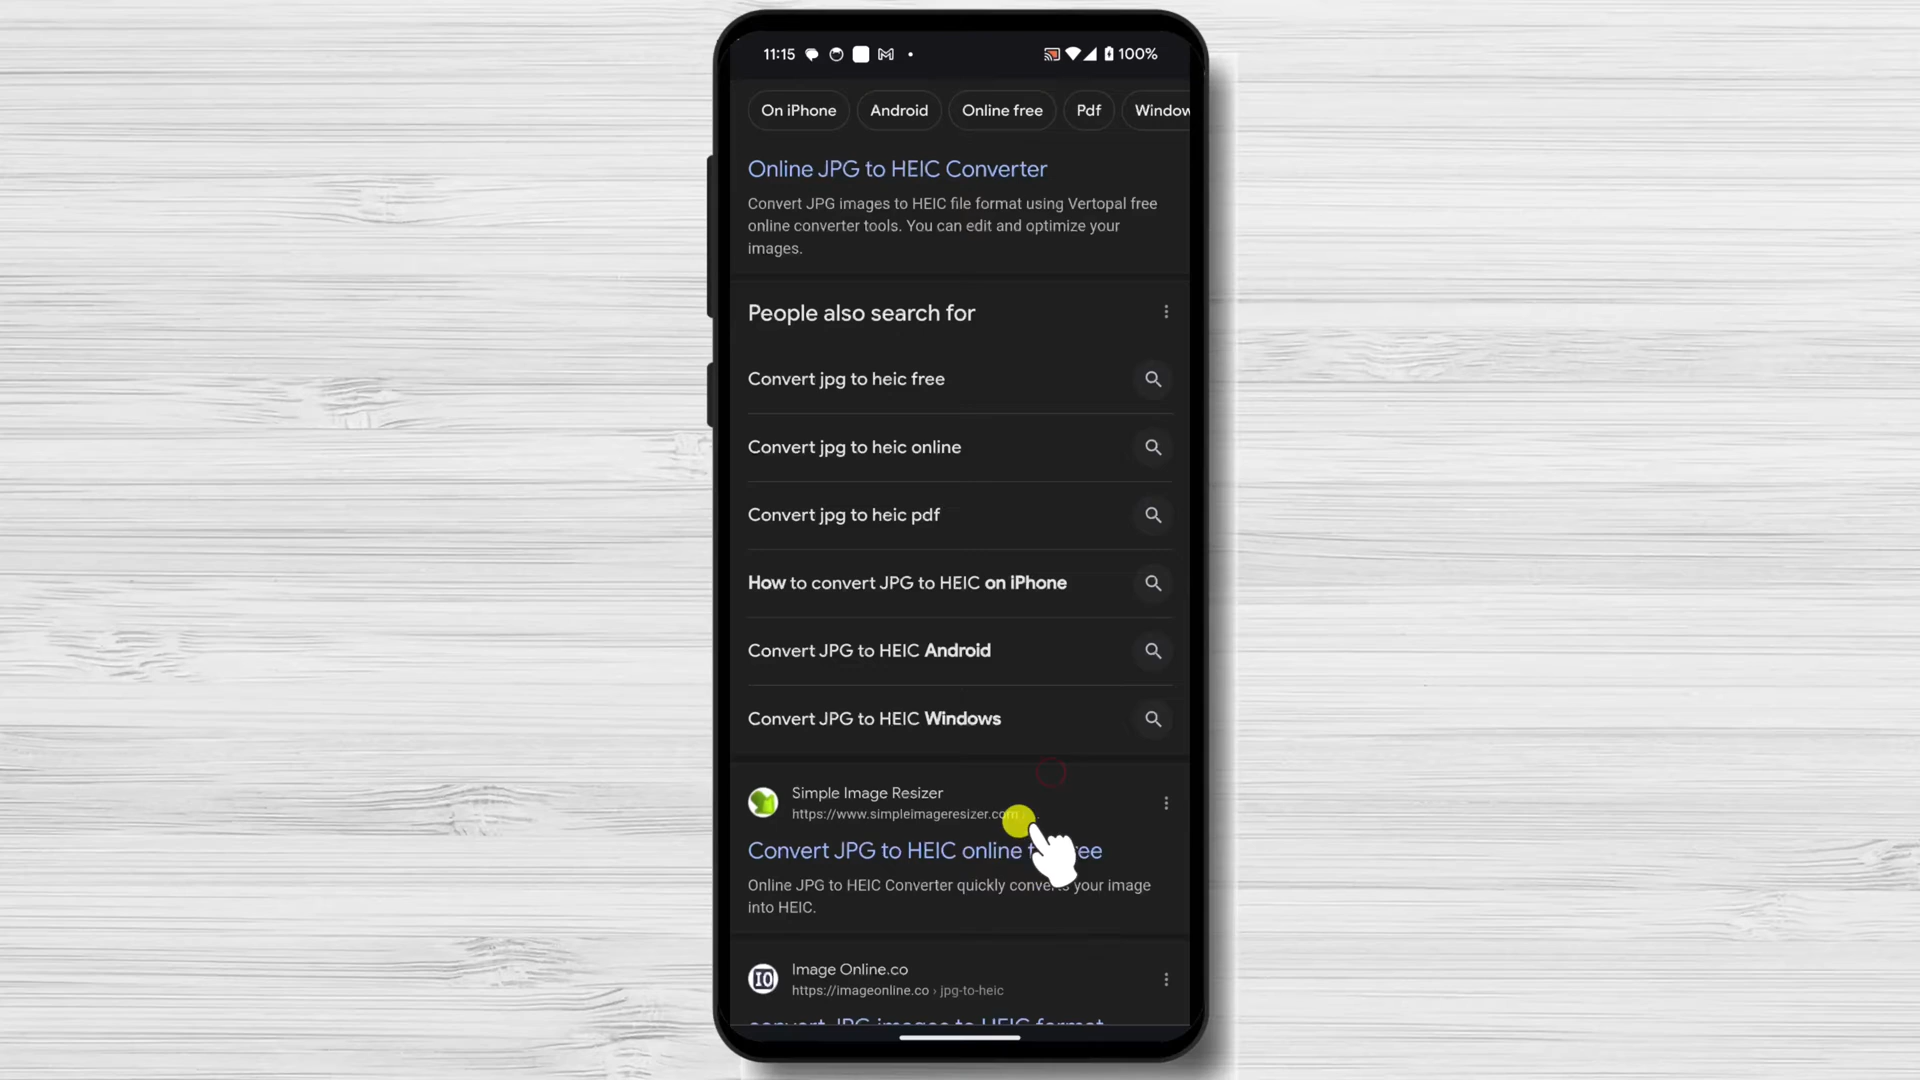 11:15
100%
On iPhone
Android
Online free
Pdf
Window
Online JPG to HEIC Converter
Convert JPG images to HEIC file format using Vertopal free
online converter tools. You can edit and optimize your
images.
People also search for
Convert jpg to heic free
Convert jpg to heic online
Convert jpg to heic pdf
How to convert JPG to HEIC on iPhone
Convert JPG to HEIC Android
Convert JPG to HEIC Windows
Simple Image Resizer
https://www.simpleimageresizer.com
Convert JPG to HEIC online free
Online JPG to HEIC Converter quickly converts your image
into HEIC.
IO
Image Online.co
https://imageonline.co › jpg-to-heic
convert JPG images to HEIC format